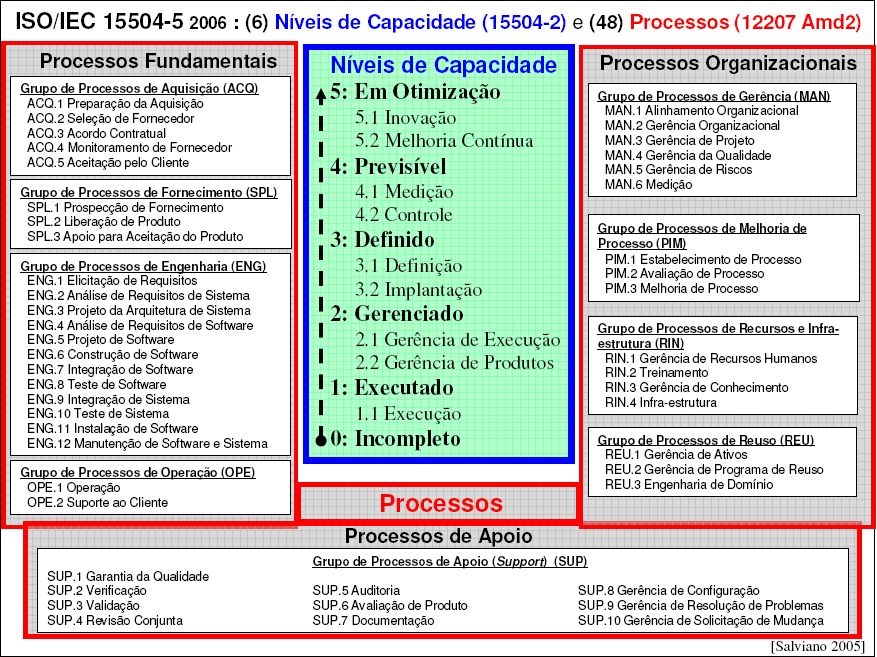 ISO/IEC 15504-5 2006 : (6) Níveis de Capacidade (15504-2) e (48) Processos (12207 Amd2)
Processos Fundamentais
Grupo de Processos de Aquisição (ACQ)
ACQ.1 Preparação da Aquisição
ACQ.2 Seleção de Fornecedor
ACQ.3 Acordo Contratual
ACQ.4 Monitoramento de Fornecedor
ACQ.5 Aceitação pelo Cliente
Grupo de Processos de Fornecimento (SPL)
SPL.1 Prospecção de Fornecimento
SPL.2 Liberação de Produto
SPL.3 Apoio para Aceitação do Produto
Grupo de Processos de Engenharia (ENG)
ENG.1 Elicitação de Requisitos
ENG.2 Análise de Requisitos de Sistema
ENG.3 Projeto da Arquitetura de Sistema
ENG.4 Análise de Requisitos de Software
ENG.5 Projeto de Software
ENG.6 Construção de Software
ENG.7 Integração de Software
ENG.8 Teste de Software
ENG.9 Integração de Sistema
ENG.10 Teste de Sistema
ENG.11 Instalação de Software
ENG.12 Manutenção de Software e Sistema
Grupo de Processos de Operação (OPE)
OPE.1 Operação
OPE.2 Suporte ao Cliente
Níveis de Capacidade
5: Em Otimização
5.1 Inovação
5.2 Melhoria Contínua
4: Previsível
4.1 Medição
4.2 Controle
3: Definido
3.1 Definição
3.2 Implantação
2: Gerenciado
2.1 Gerência de Execução
2.2 Gerência de Produtos
1: Executado
1.1 Execução
0: Incompleto
Processos
Processos Organizacionais
Grupo de Processos de Gerência (MAN)
MAN.1 Alinhamento Organizacional
MAN.2 Gerência Organizacional
MAN.3 Gerência de Projeto
MAN.4 Gerência da Qualidade
MAN.5 Gerência de Riscos
MAN.6 Medição
Grupo de Processos de Melhoria de
Processo (PIM)
PIM.1 Estabelecimento de Processo
PIM.2 Avaliação de Processo
PIM.3 Melhoria de Processo
Grupo de Processos de Recursos e Infra-
estrutura (RIN)
RIN.1 Gerência de Recursos Humanos
RIN.2 Treinamento
RIN.3 Gerência de Conhecimento
RIN.4 Infra-estrutura
Grupo de Processos de Reuso (REU)
REU.1 Gerência de Ativos
REU.2 Gerência de Programa de Reuso
REU.3 Engenharia de Domínio
Processos de Apoio
Grupo de Processos de Apoio (Support) (SUP)
SUP.1 Garantia da Qualidade
SUP.2 Verificação
SUP.3 Validação
SUP.4 Revisão Conjunta
SUP.5 Auditoria
SUP.6 Avaliação de Produto
SUP.7 Documentação
SUP.8 Gerência de Configuração
SUP.9 Gerência de Resolução de Problemas
SUP.10 Gerência de Solicitação de Mudança
[Salviano 2005]